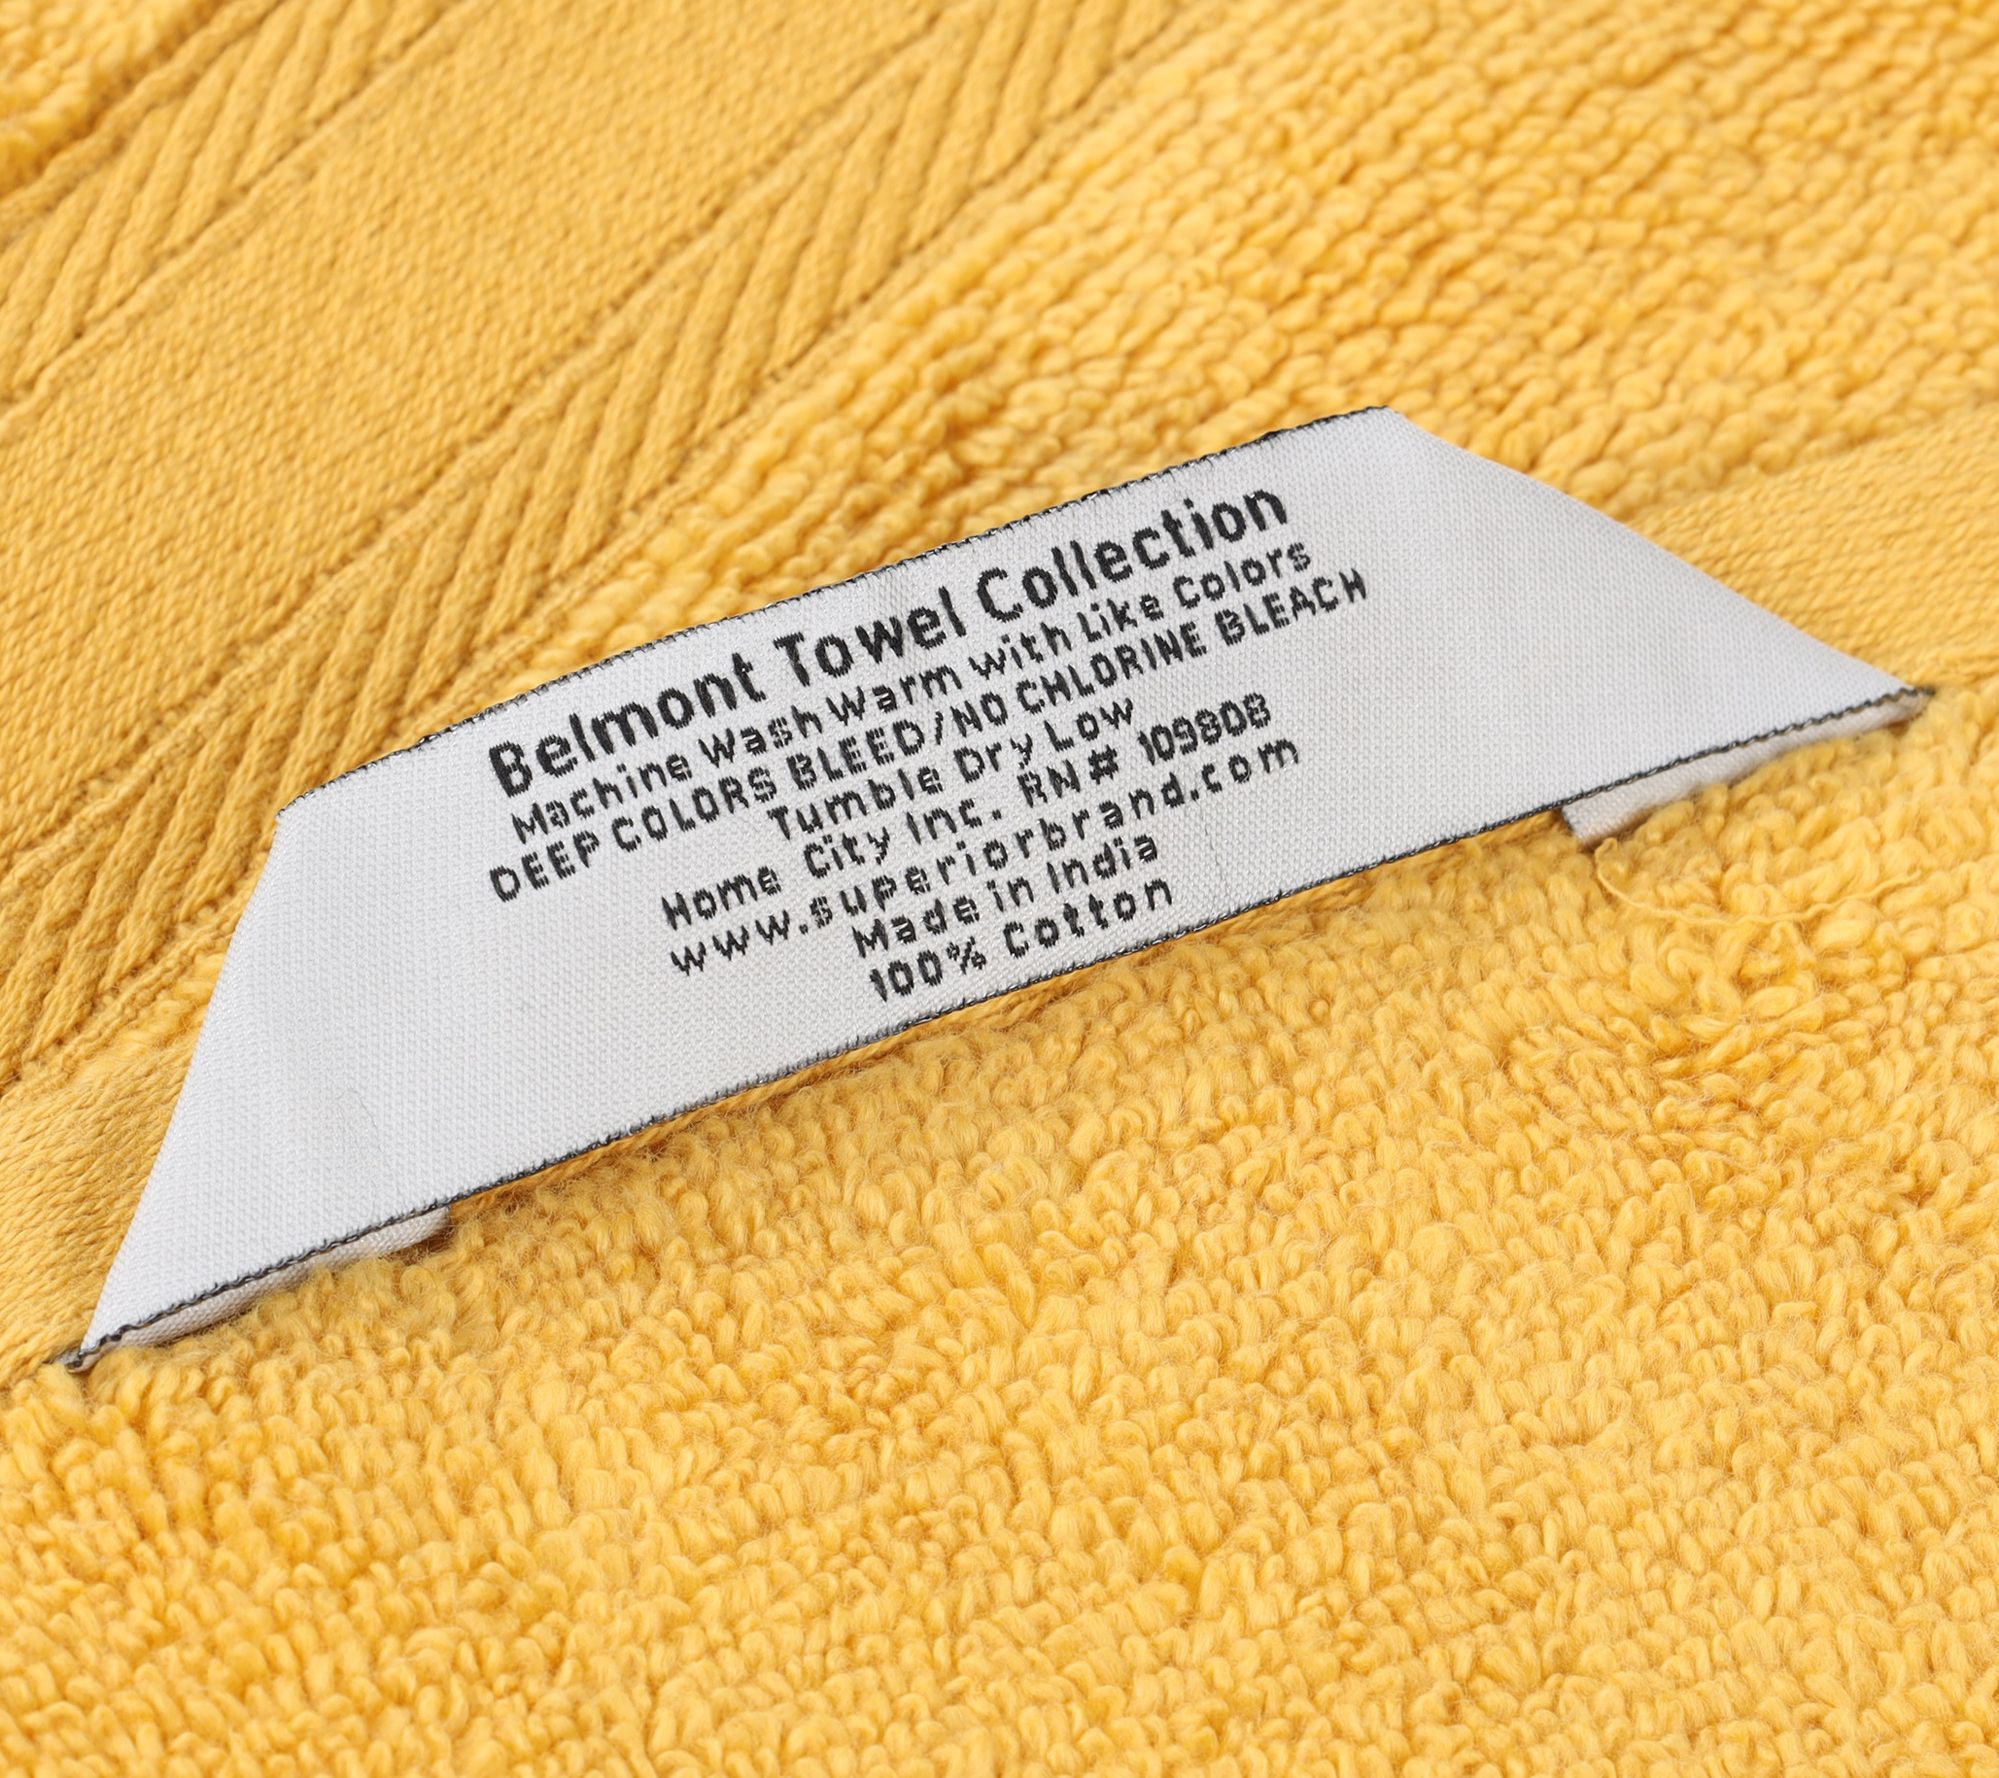 Belmont Towel Collection
Machine Wash Warm with Like Colors
DEEP COLORS BLEED/NO CHLORINE BLEACH
Tumble Dry Low
Home City Inc. RN# 109808
www.superiorbrand.com
Made in India
100% Cotton